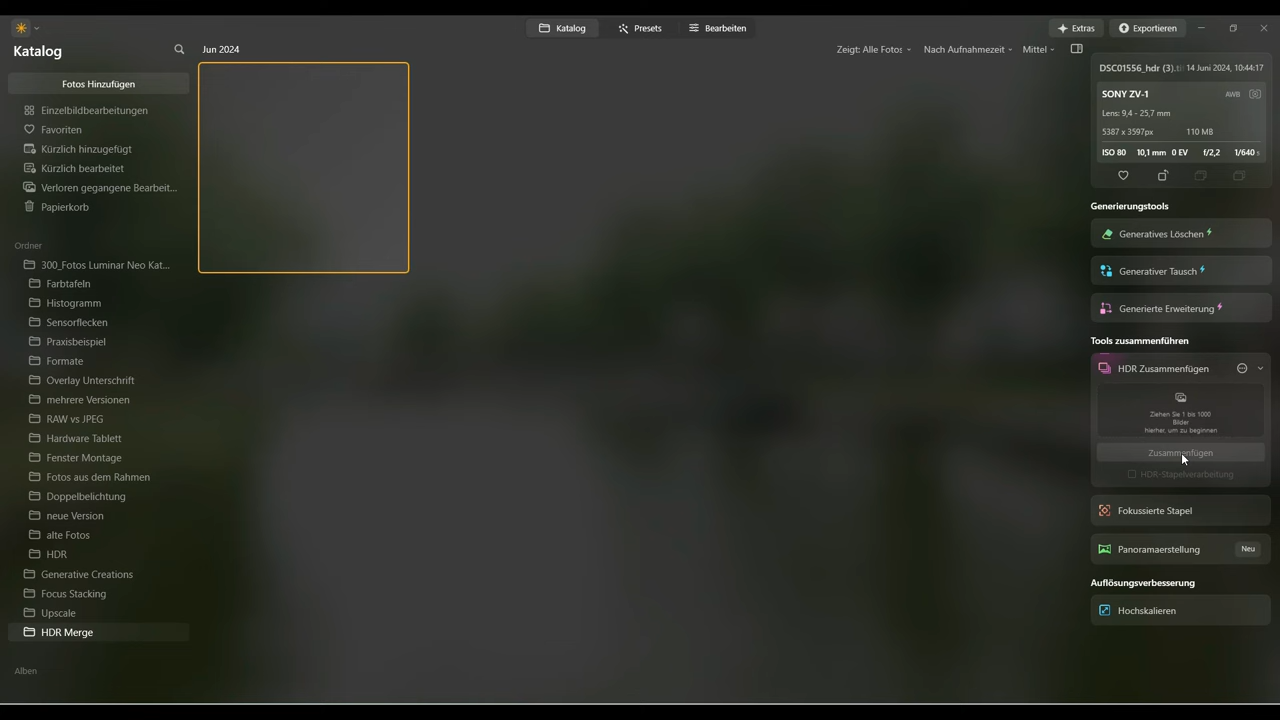 Katalog
Presets
Bearbeiten
Extras
Exportieren
Katalog
Jun 2024
Zeigt: Alle Fotos
Nach Aufnahmezeit
Mittel
Fotos Hinzufügen
Einzelbildbearbeitungen
Favoriten
Kürzlich hinzugefügt
Kürzlich bearbeitet
Verloren gegangene Bearbeit...
Papierkorb
Ordner
300_Fotos Luminar Neo Kat...
Farbtafeln
Histogramm
Sensorflecken
Praxisbeispiel
Formate
Overlay Unterschrift
mehrere Versionen
RAW vs JPEG
Hardware Tablett
Fenster Montage
Fotos aus dem Rahmen
Doppelbelichtung
neue Version
alte Fotos
HDR
Generative Creations
Focus Stacking
Upscale
HDR Merge
Alben
DSC01556_hdr (3).ti 14 Juni 2024, 10:44:17
SONY ZV-1
AWB
Lens: 9,4 - 25,7 mm
5387 x 3597px 110 MB
ISO 80 10,1 mm 0 EV f/2,2 1/640 s
Generierungstools
Generatives Löschen
Generativer Tausch
Generierte Erweiterung
Tools zusammenführen
HDR Zusammenfügen
Ziehen Sie 1 bis 1000
Bilder
hierher, um zu beginnen
Zusammenfügen
HDR-Stapelverarbeitung
Fokussierte Stapel
Panoramaerstellung
Neu
Auflösungsverbesserung
Hochskalieren